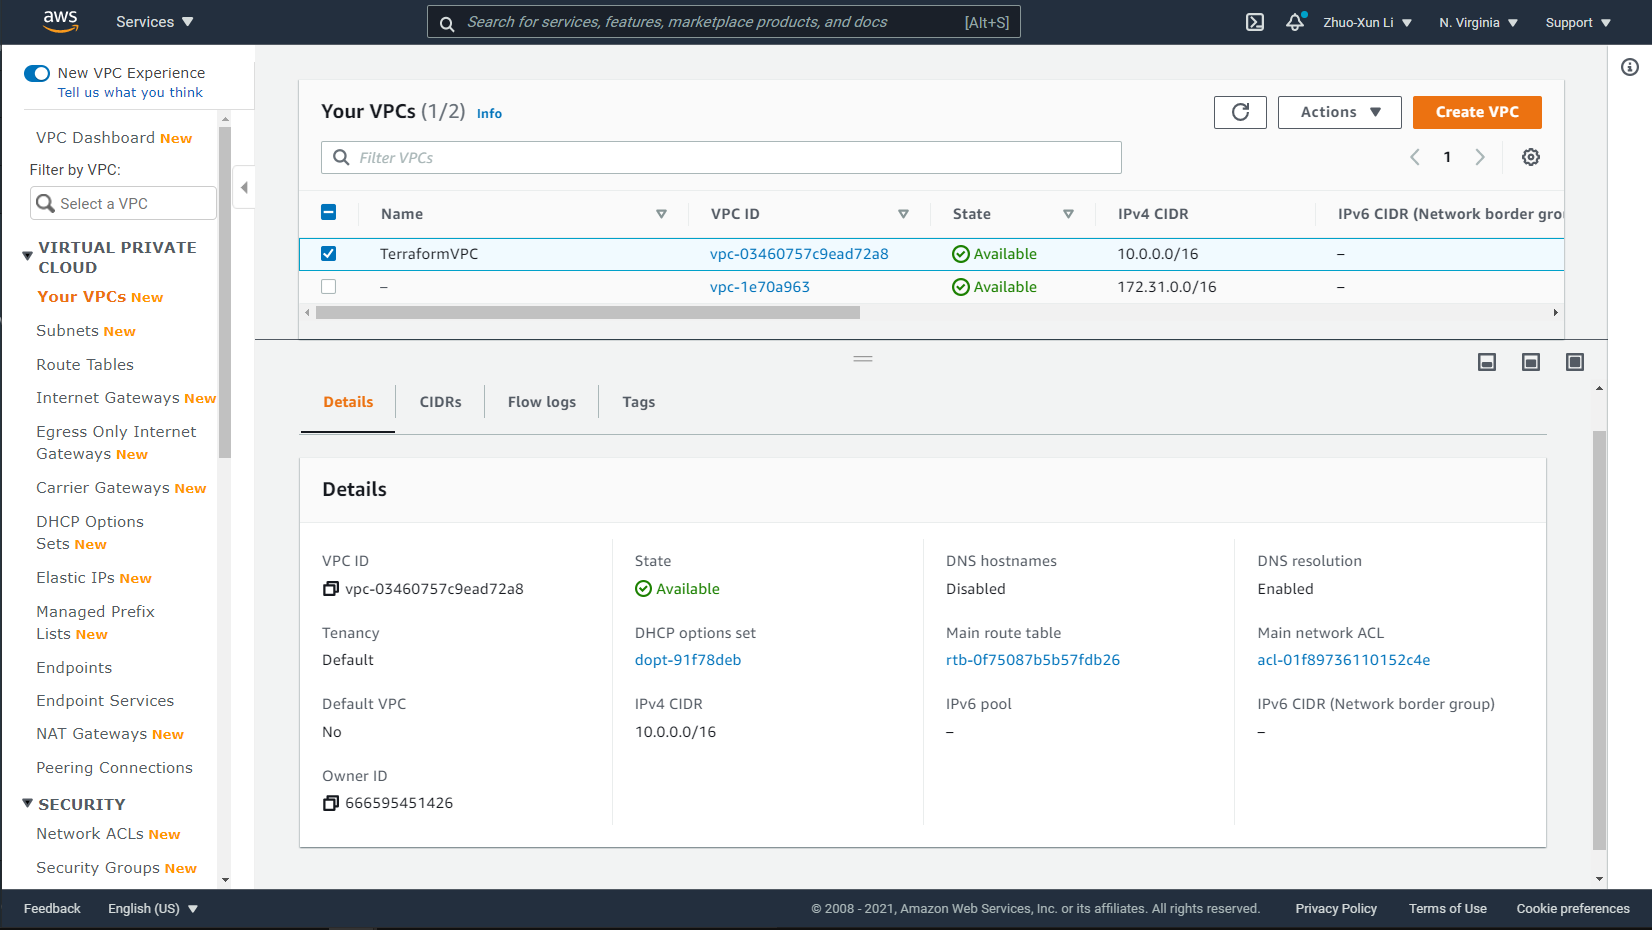 aws
Services
Search for services, features, marketplace products, and docs
[Alt+S]
Zhuo-Xun Li
N. Virginia
Support
New VPC Experience
Tell us what you think
VPC Dashboard New
Filter by VPC:
Select a VPC
VIRTUAL PRIVATE
CLOUD
Your VPCs New
Subnets New
Route Tables
Internet Gateways New
Egress Only Internet
Gateways New
Carrier Gateways New
DHCP Options
Sets New
Elastic IPs New
Managed Prefix
Lists New
Endpoints
Endpoint Services
NAT Gateways New
Peering Connections
SECURITY
Network ACLs New
Security Groups New
Your VPCs (1/2) Info
Actions
Create VPC
Filter VPCs
1
Name VPC ID State IPv4 CIDR IPv6 CIDR (Network border gro
TerraformVPC vpc-03460757c9ead72a8 Available 10.0.0.0/16 –
– vpc-1e70a963 Available 172.31.0.0/16 –
Details CIDRs Flow logs Tags
Details
VPC ID State DNS hostnames DNS resolution
vpc-03460757c9ead72a8 Available Disabled Enabled
Tenancy DHCP options set Main route table Main network ACL
Default dopt-91f78deb rtb-0f75087b5b57fdb26 acl-01f89736110152c4e
Default VPC IPv4 CIDR IPv6 pool IPv6 CIDR (Network border group)
No 10.0.0.0/16 – –
Owner ID
666595451426
Feedback English (US) © 2008 - 2021, Amazon Web Services, Inc. or its affiliates. All rights reserved. Privacy Policy Terms of Use Cookie preferences